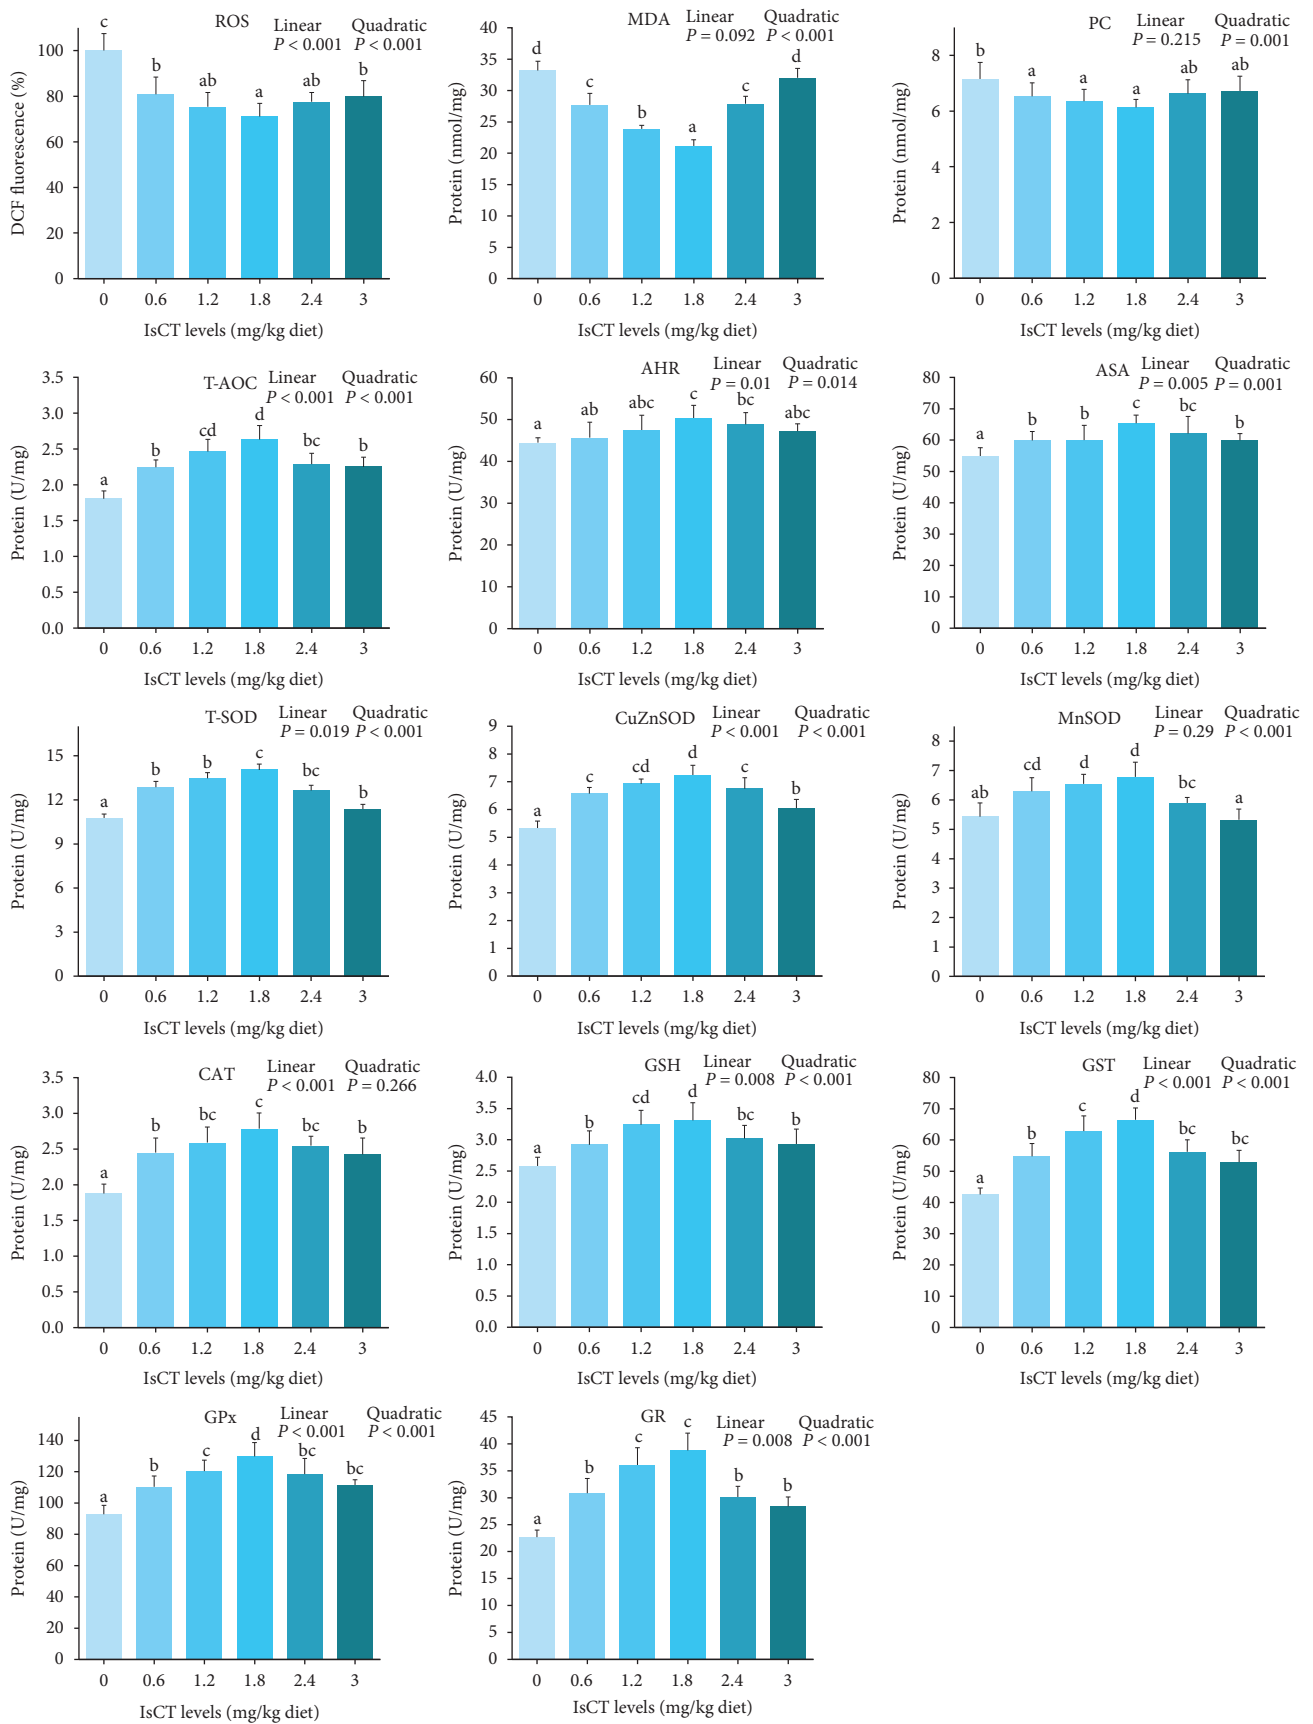 ROS
Linear Quadratic
P < 0.001 P < 0.001
DCF fluorescence (%)
100
80
60
40
20
0
c b ab a ab b
0 0.6 1.2 1.8 2.4 3
IsCT levels (mg/kg diet)
MDA
Linear Quadratic
P = 0.092 P < 0.001
Protein (nmol/mg)
40
35
30
25
20
15
10
5
0
d c b a c d
0 0.6 1.2 1.8 2.4 3
IsCT levels (mg/kg diet)
PC
Linear Quadratic
P = 0.215 P = 0.001
Protein (nmol/mg)
8
6
4
2
0
b a a a ab ab
0 0.6 1.2 1.8 2.4 3
IsCT levels (mg/kg diet)
T-AOC
Linear Quadratic
P < 0.001 P < 0.001
Protein (U/mg)
3.5
3.0
2.5
2.0
1.5
1.0
0.5
0.0
a b cd d bc b
0 0.6 1.2 1.8 2.4 3
IsCT levels (mg/kg diet)
AHR
Linear Quadratic
P = 0.01 P = 0.014
Protein (U/mg)
60
50
40
30
20
10
0
a ab abc c bc abc
0 0.6 1.2 1.8 2.4 3
IsCT levels (mg/kg diet)
ASA
Linear Quadratic
P = 0.005 P = 0.001
Protein (U/mg)
80
70
60
50
40
30
20
10
0
a b b c bc b
0 0.6 1.2 1.8 2.4 3
IsCT levels (mg/kg diet)
T-SOD
Linear Quadratic
P = 0.019 P < 0.001
Protein (U/mg)
15
12
9
6
3
0
a b b c bc b
0 0.6 1.2 1.8 2.4 3
IsCT levels (mg/kg diet)
CuZnSOD
Linear Quadratic
P < 0.001 P < 0.001
Protein (U/mg)
9
8
7
6
5
4
3
2
1
0
a c cd d c b
0 0.6 1.2 1.8 2.4 3
IsCT levels (mg/kg diet)
MnSOD
Linear Quadratic
P = 0.29 P < 0.001
Protein (U/mg)
8
7
6
5
4
3
2
1
0
ab cd d d bc a
0 0.6 1.2 1.8 2.4 3
IsCT levels (mg/kg diet)
CAT
Linear Quadratic
P < 0.001 P = 0.266
Protein (U/mg)
3.5
3.0
2.5
2.0
1.5
1.0
0.5
0.0
a b bc c bc b
0 0.6 1.2 1.8 2.4 3
IsCT levels (mg/kg diet)
GSH
Linear Quadratic
P = 0.008 P < 0.001
Protein (U/mg)
4.0
3.5
3.0
2.5
2.0
1.5
1.0
0.5
0.0
a b cd d bc b
0 0.6 1.2 1.8 2.4 3
IsCT levels (mg/kg diet)
GST
Linear Quadratic
P < 0.001 P < 0.001
Protein (U/mg)
80
70
60
50
40
30
20
10
0
a b c d bc bc
0 0.6 1.2 1.8 2.4 3
IsCT levels (mg/kg diet)
GPx
Linear Quadratic
P < 0.001 P < 0.001
Protein (U/mg)
140
120
100
80
60
40
20
0
a b c d bc bc
0 0.6 1.2 1.8 2.4 3
IsCT levels (mg/kg diet)
GR
Linear Quadratic
P = 0.008 P < 0.001
Protein (U/mg)
45
40
35
30
25
20
15
10
5
0
a b c c b b
0 0.6 1.2 1.8 2.4 3
IsCT levels (mg/kg diet)